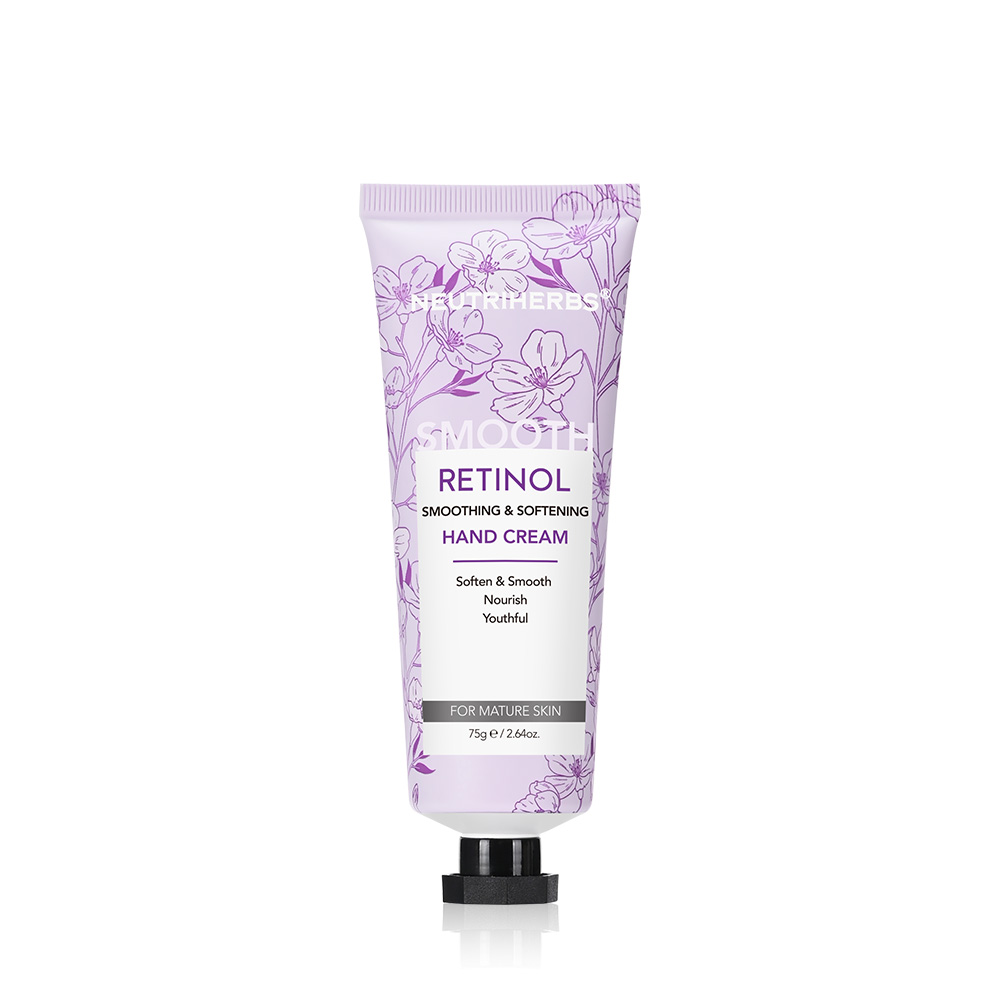 NEUTRIHERBS®
SMOOTH
RETINOL
SMOOTHING & SOFTENING
HAND CREAM
Soften & Smooth
Nourish
Youthful
FOR MATURE SKIN
75g ℮ / 2.64oz.